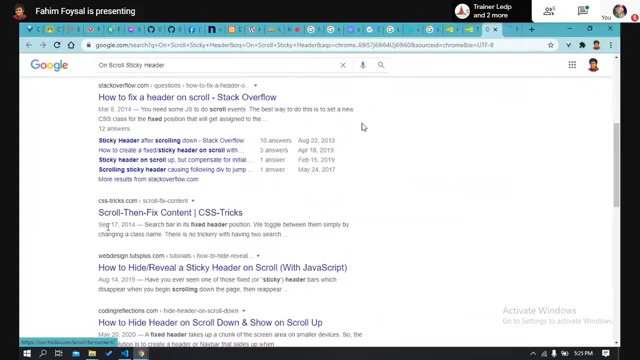 Fahim Foysal is presenting
Trainer Ledp
and 2 more
google.com/search?q=On+Scroll+Sticky+Header
Google
On Scroll Sticky Header
stackoverflow.com › questions › how-to-fix-a-header-o...
How to fix a header on scroll - Stack Overflow
Mar 8, 2014 — You need some JS to do scroll events. The best way to do this is to set a new
CSS class for the fixed position that will get assigned to the ...
12 answers
Sticky Header after scrolling down - Stack Overflow 10 answers Aug 22, 2013
How to create a fixed/sticky header on scroll with ... 3 answers Apr 18, 2019
Sticky header on scroll up, but compensate for initial ... 1 answer Feb 15, 2019
Scrolling sticky header causing following div to jump ... 1 answer May 24, 2017
More results from stackoverflow.com
css-tricks.com › scroll-fix-content
Scroll-Then-Fix Content | CSS-Tricks
Sep 17, 2014 — Search bar in its fixed header position. We toggle between them simply by
changing a class name. There is no trickery with having two search ...
webdesign.tutsplus.com › tutorials › how-to-hide-reveal...
How to Hide/Reveal a Sticky Header on Scroll (With JavaScript)
Aug 14, 2019 — Have you ever seen one of those fixed (or "sticky") header bars which
disappear when you begin scrolling down the page, then reappear ...
codingreflections.com › hide-header-on-scroll-down
How to Hide Header on Scroll Down & Show on Scroll Up
May 20, 2020 — A fixed header takes up a chunk of the screen area on smaller devices. So, the
solution is to create a Header or Navbar that slides up when ...
Activate Windows
Go to Settings to activate Windows.
5:25 PM